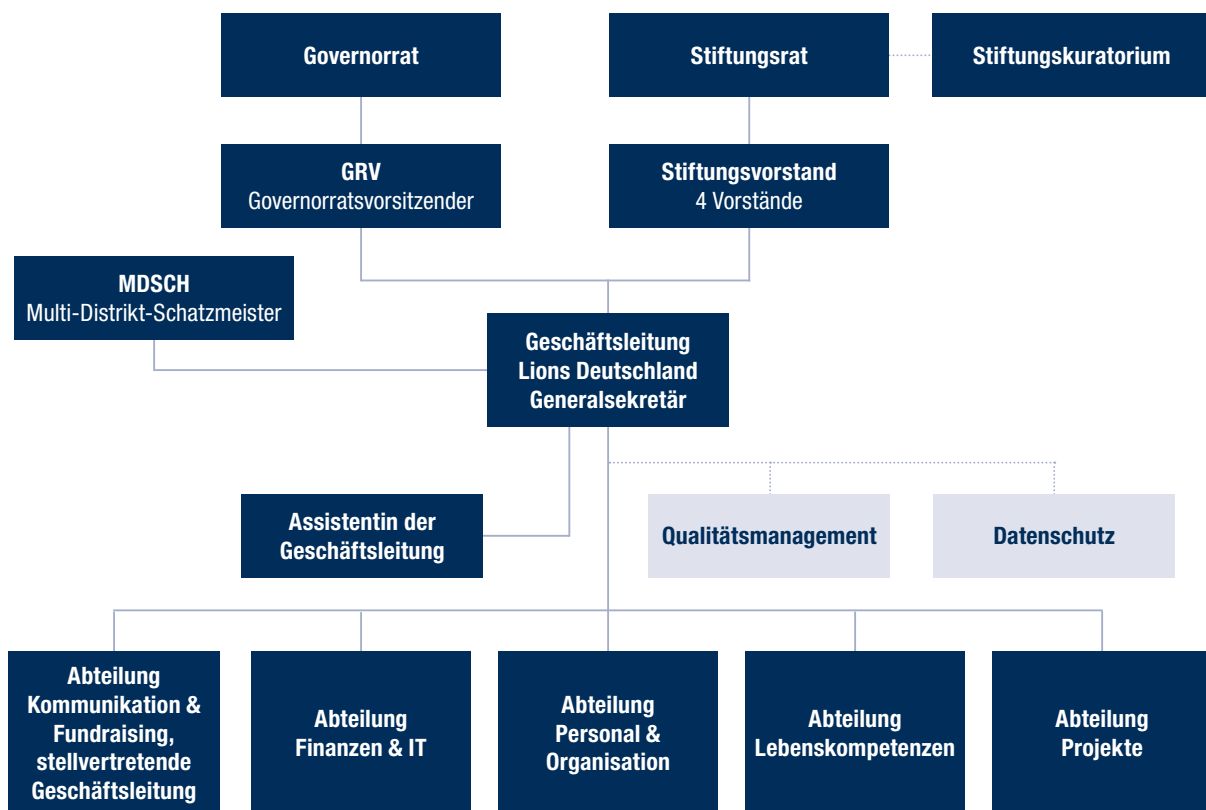 Governorrat
Stiftungsrat
Stiftungskuratorium
GRV
Governorratsvorsitzender
Stiftungsvorstand
4 Vorstände
MDSCH
Multi-Distrikt-Schatzmeister
Geschäftsleitung
Lions Deutschland
Generalsekretär
Assistentin der
Geschäftsleitung
Qualitätsmanagement
Datenschutz
Abteilung
Kommunikation &
Fundraising,
stellvertretende
Geschäftsleitung
Abteilung
Finanzen & IT
Abteilung
Personal &
Organisation
Abteilung
Lebenskompetenzen
Abteilung
Projekte